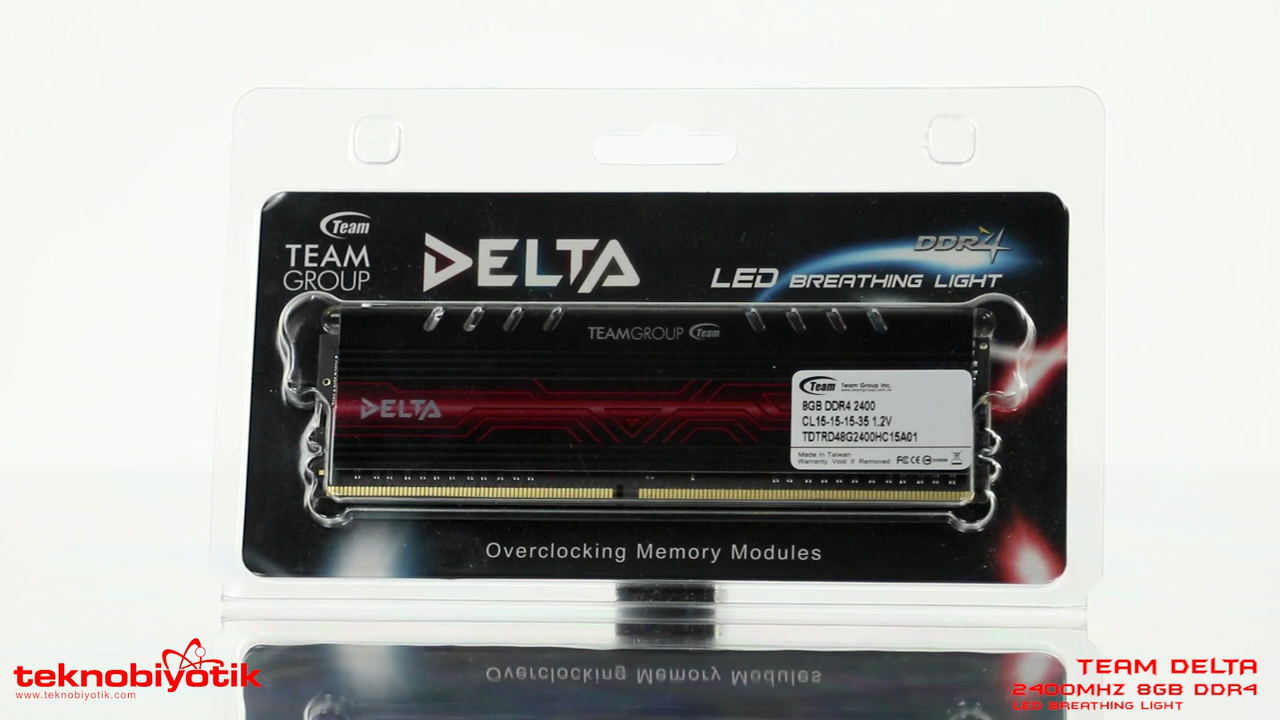 Team
TEAM
GROUP
DELTA
DDR4
LED BREATHING LIGHT
TEAMGROUP Team
DELTA
Team Team Group Inc.
8GB DDR4 2400
CL15-15-15-35 1.2V
TDTRD48G2400HC15A01
Made In Taiwan
Warranty Void If Removed FC CE
Overclocking Memory Modules
Overclocking Memory Modules
teknobiyotik
www.teknobiyotik.com
TEAM DELTA
2400MHZ 8GB DDR4
LED BREATHING LIGHT